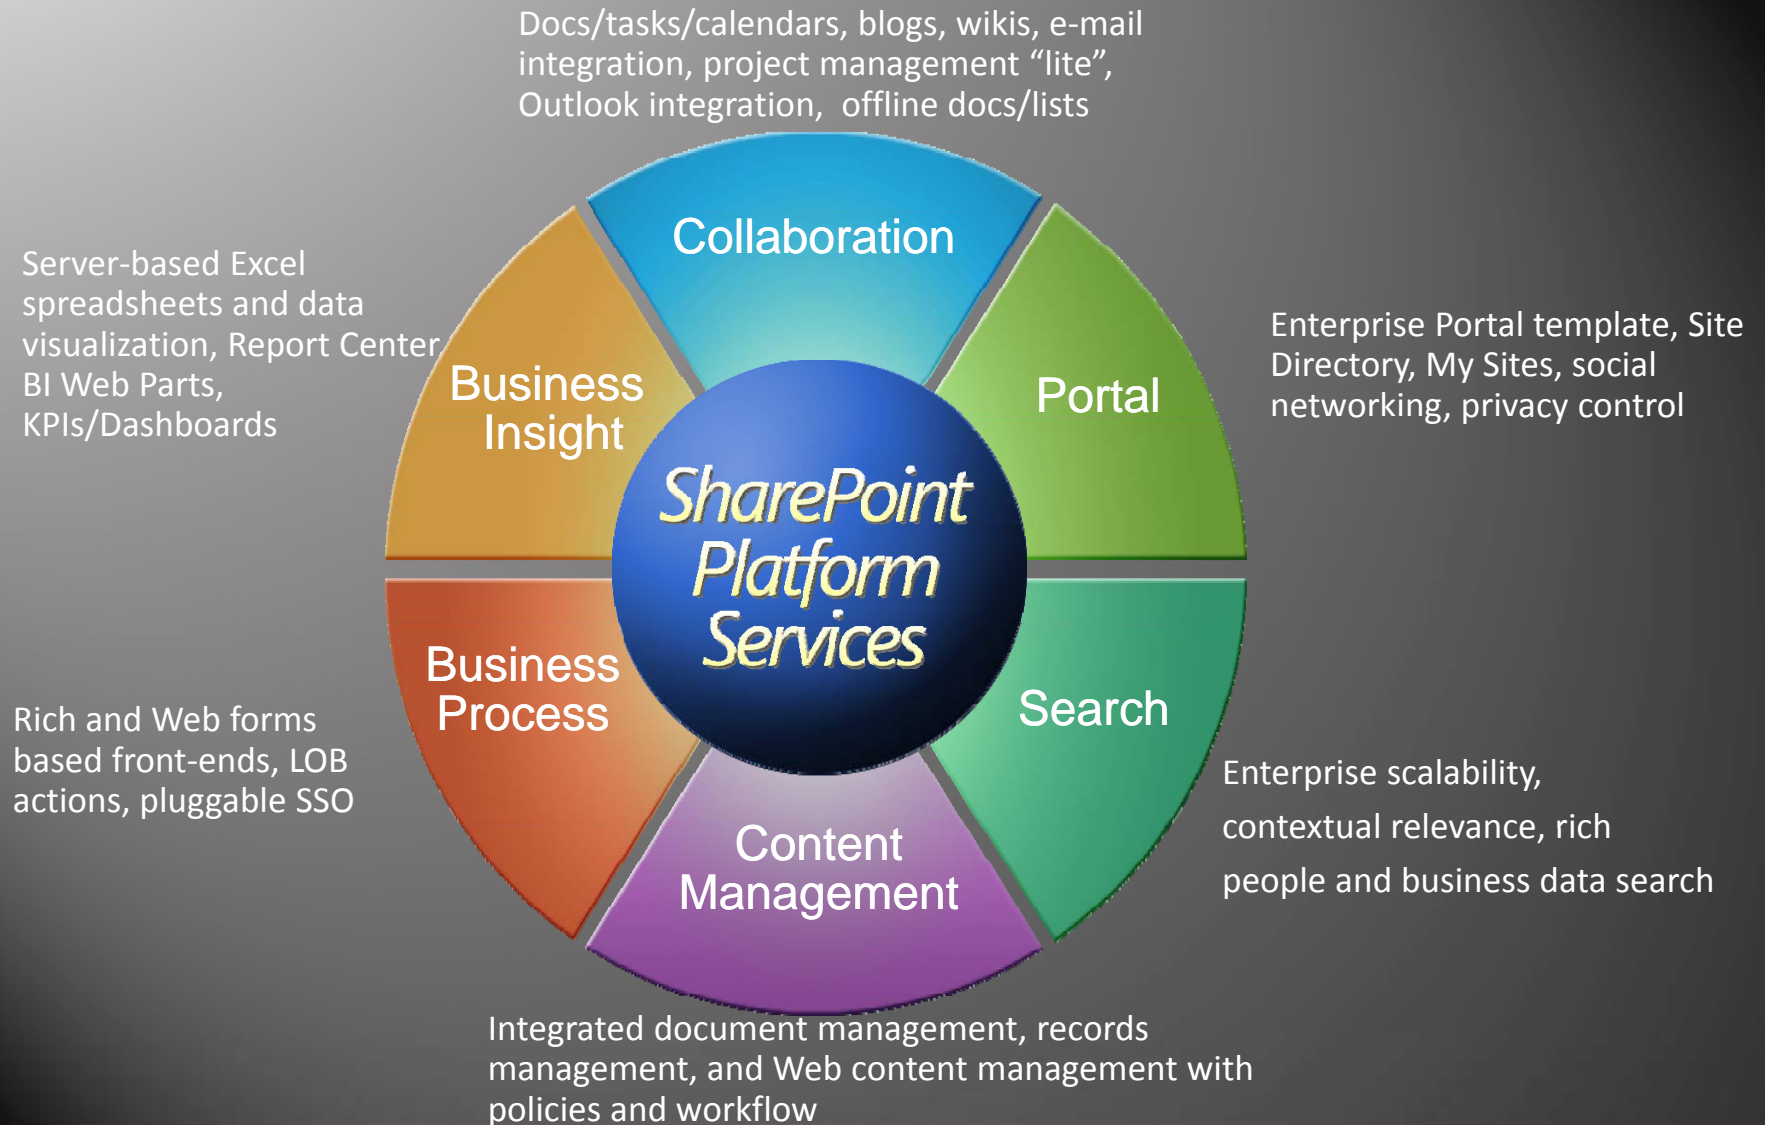 Docs/tasks/calendars, blogs, wikis, e-mail
integration, project management “lite”,
Outlook integration,  offline docs/lists
Collaboration
Server-based Excel
spreadsheets and data
visualization, Report Center,
BI Web Parts,
KPIs/Dashboards
Business
Insight
Portal
Enterprise Portal template, Site
Directory, My Sites, social
networking, privacy control
SharePoint
Platform
Services
Business
Process
Rich and Web forms
based front-ends, LOB
actions, pluggable SSO
Search
Enterprise scalability,
contextual relevance, rich
people and business data search
Content
Management
Integrated document management, records
management, and Web content management with
policies and workflow